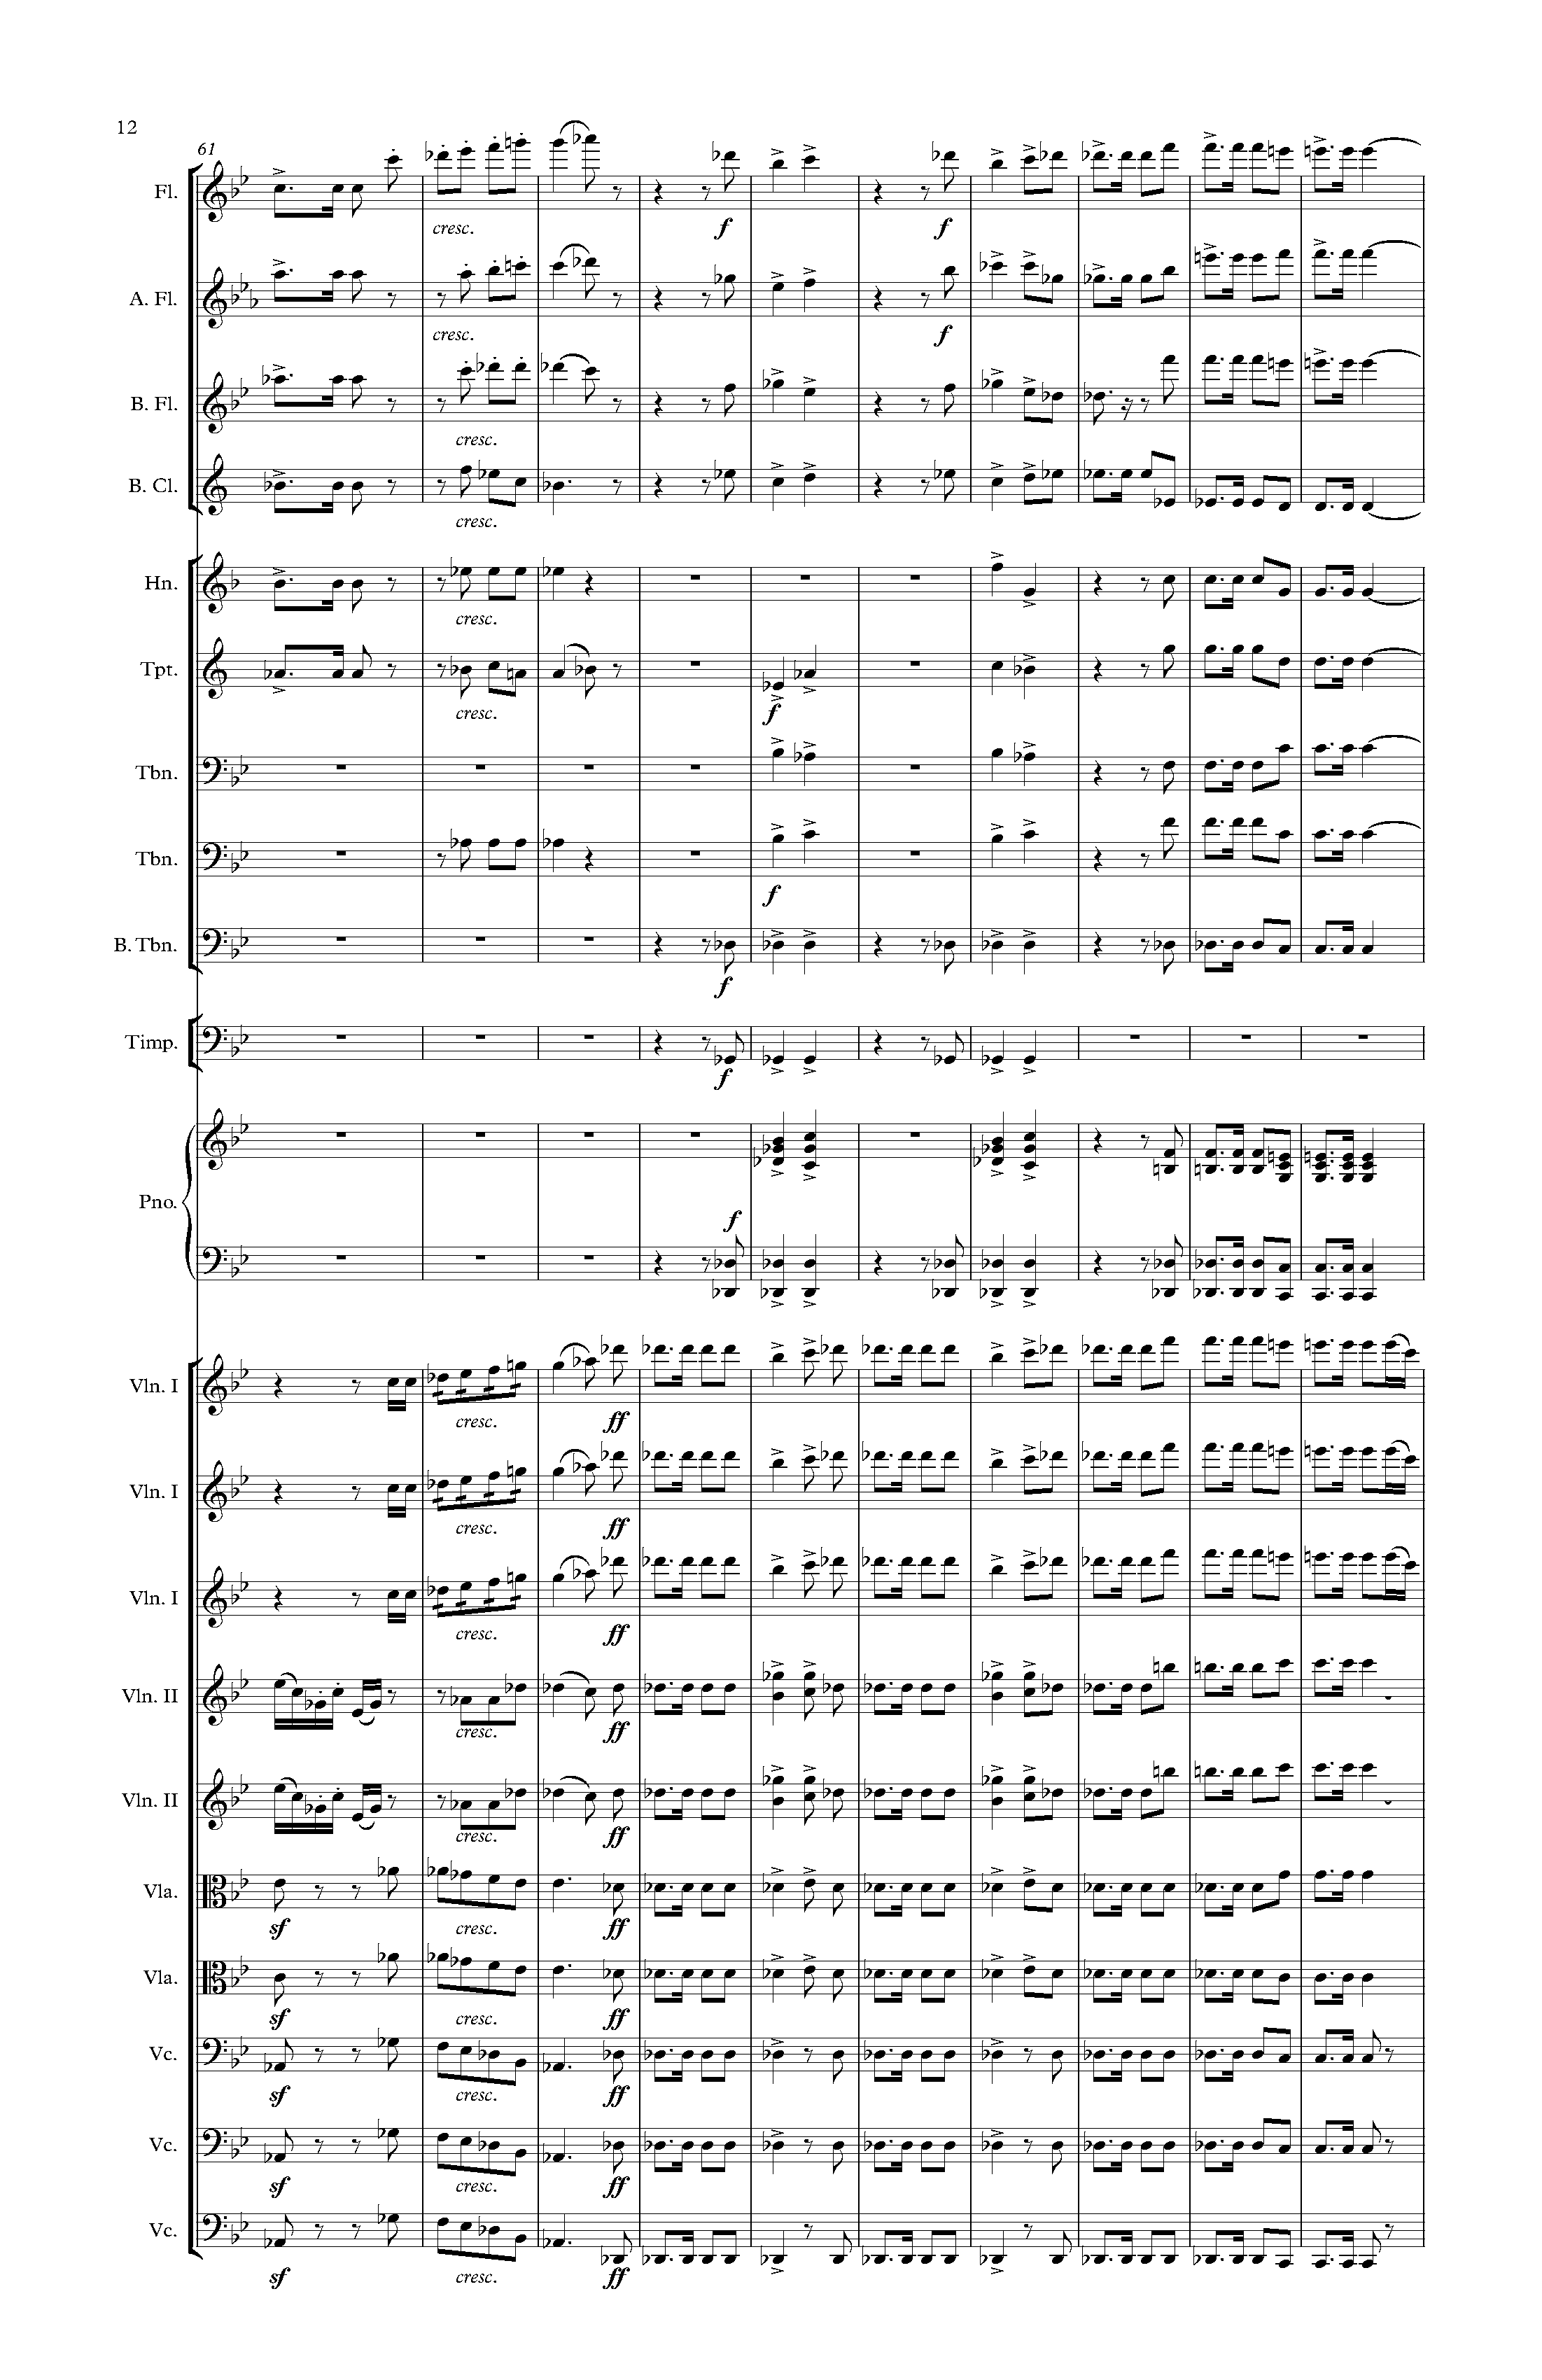 12
61
Fl.
cresc.
f
f
A. Fl.
cresc.
f
B. Fl.
cresc.
B. Cl.
cresc.
Hn.
cresc.
Tpt.
cresc.
f
Tbn.
Tbn.
f
B. Tbn.
f
Timp.
f
Pno.
f
Vln. I
cresc.
ff
Vln. I
cresc.
ff
Vln. I
cresc.
ff
Vln. II
cresc.
ff
Vln. II
cresc.
ff
Vla.
sf
cresc.
ff
Vla.
sf
cresc.
ff
Vc.
sf
cresc.
ff
Vc.
sf
cresc.
ff
Vc.
sf
cresc.
ff